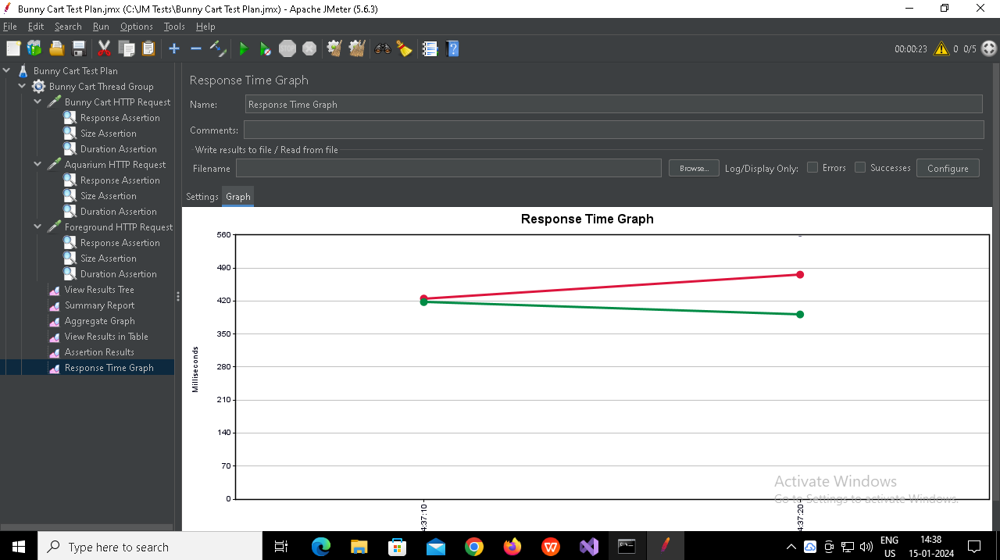 Bunny Cart Test Plan.jmx (C:\JM Tests\Bunny Cart Test Plan.jmx) - Apache JMeter (5.6.3)
File Edit Search Run Options Tools Help
STOP
00:00:23 0 0/5
Bunny Cart Test Plan
Bunny Cart Thread Group
Bunny Cart HTTP Request
Response Assertion
Size Assertion
Duration Assertion
Aquarium HTTP Request
Response Assertion
Size Assertion
Duration Assertion
Foreground HTTP Request
Response Assertion
Size Assertion
Duration Assertion
View Results Tree
Summary Report
Aggregate Graph
View Results in Table
Assertion Results
Response Time Graph
Response Time Graph
Name: Response Time Graph
Comments:
Write results to file / Read from file
Filename Browse... Log/Display Only: Errors Successes Configure
Settings Graph
Response Time Graph
Milliseconds
560
490
420
350
280
210
140
70
0
4:37:10 4:37:20
Activate Windows
Go to Settings to activate Windows.
Type here to search
ENG
US
14:38
15-01-2024